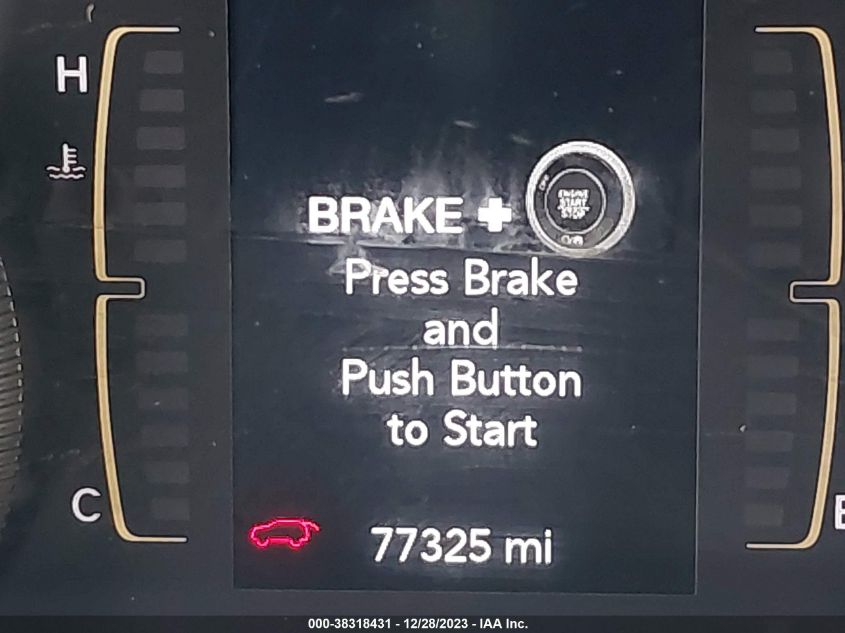 H
BRAKE +
ENGINE
START
STOP
Press Brake
and
Push Button
to Start
C
77325 mi
000-38318431 - 12/28/2023 - IAA Inc.